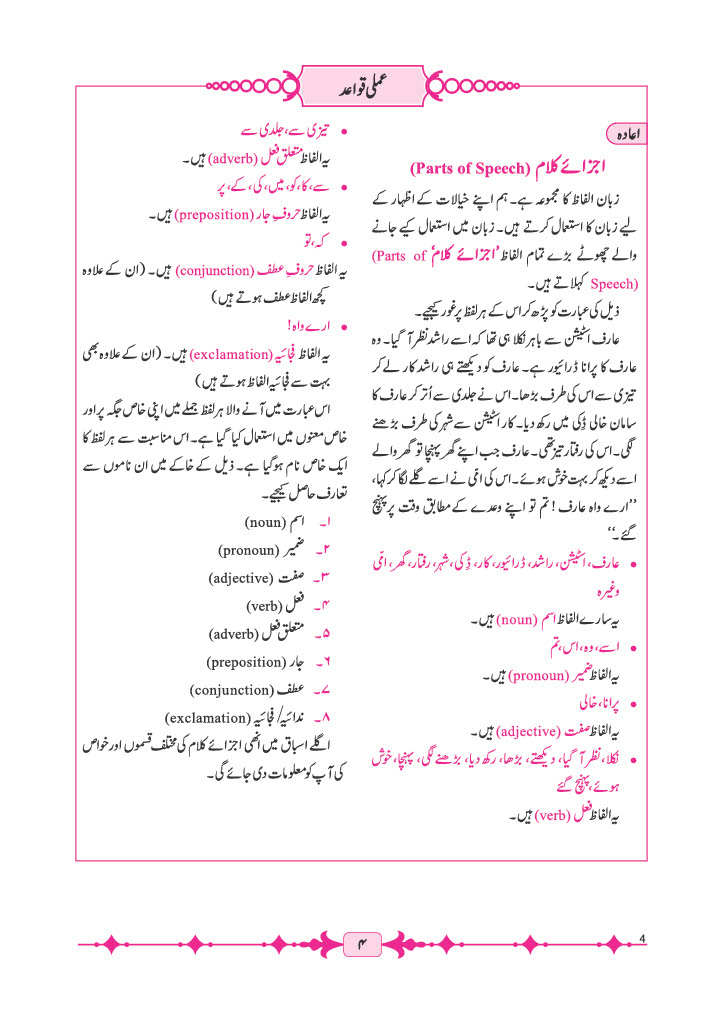 عملی قواعد
اعادہ
اجزائے کلام (Parts of Speech)
زبان الفاظ کا مجموعہ ہے۔ ہم اپنے خیالات کے اظہار کے
لیے زبان کا استعمال کرتے ہیں۔ زبان میں استعمال کیے جانے
والے چھوٹے بڑے تمام الفاظ ’اجزائے کلام‘ (Parts of
Speech) کہلاتے ہیں۔
ذیل کی عبارت کو پڑھ کر اس کے ہر لفظ پر غور کیجیے۔
عارف اسٹیشن سے باہر نکلا ہی تھا کہ اسے راشد نظر آ گیا۔ وہ
عارف کا پرانا ڈرائیور ہے۔ عارف کو دیکھتے ہی راشد کار لے کر
تیزی سے اس کی طرف بڑھا۔ اس نے جلدی سے اُتر کر عارف کا
سامان خالی ڈِکی میں رکھ دیا۔ کار اسٹیشن سے شہر کی طرف بڑھنے
لگی۔ اس کی رفتار تیز تھی۔ عارف جب اپنے گھر پہنچا تو گھر والے
اسے دیکھ کر بہت خوش ہوئے۔ اس کی امّی نے اسے گلے لگا کر کہا،
’’ارے واہ عارف! تم تو اپنے وعدے کے مطابق وقت پر پہنچ
گئے۔‘‘
• عارف، اسٹیشن، راشد، ڈرائیور، کار، ڈِکی، شہر، رفتار، گھر، امّی
وغیرہ
یہ سارے الفاظ اسم (noun) ہیں۔
• اسے، وہ، اس، تم
یہ الفاظ ضمیر (pronoun) ہیں۔
• پرانا، خالی
یہ الفاظ صفت (adjective) ہیں۔
• نکلا، نظر آ گیا، دیکھتے، بڑھا، رکھ دیا، بڑھنے لگی، پہنچا، خوش
ہوئے، پہنچ گئے
یہ الفاظ فعل (verb) ہیں۔
• تیزی سے، جلدی سے
یہ الفاظ متعلق فعل (adverb) ہیں۔
• سے، کا، کو، میں، کی، کے، پر
یہ الفاظ حروفِ جار (preposition) ہیں۔
• کہ، تو
یہ الفاظ حروفِ عطف (conjunction) ہیں۔ (ان کے علاوہ
کچھ الفاظ عطف ہوتے ہیں)
• ارے واہ!
یہ الفاظ فجائیہ (exclamation) ہیں۔ (ان کے علاوہ بھی
بہت سے فجائیہ الفاظ ہوتے ہیں)
اس عبارت میں آنے والا ہر لفظ جملے میں اپنی خاص جگہ پر اور
خاص معنوں میں استعمال کیا گیا ہے۔ اس مناسبت سے ہر لفظ کا
ایک خاص نام ہو گیا ہے۔ ذیل کے خاکے میں ان ناموں سے
تعارف حاصل کیجیے۔
۱۔ اسم (noun)
۲۔ ضمیر (pronoun)
۳۔ صفت (adjective)
۴۔ فعل (verb)
۵۔ متعلق فعل (adverb)
۶۔ جار (preposition)
۷۔ عطف (conjunction)
۸۔ ندائیہ/ فجائیہ (exclamation)
اگلے اسباق میں انھی اجزائے کلام کی مختلف قسموں اور خواص
کی آپ کو معلومات دی جائے گی۔
۴
4